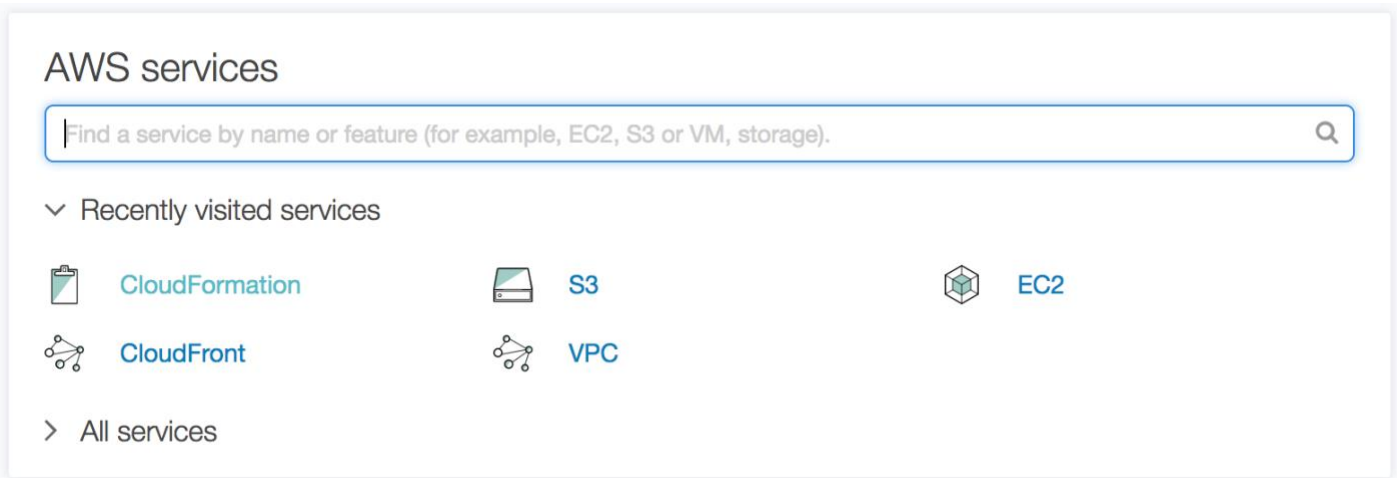 AWS services
Find a service by name or feature (for example, EC2, S3 or VM, storage).
Recently visited services
CloudFormation S3 EC2
CloudFront VPC
All services